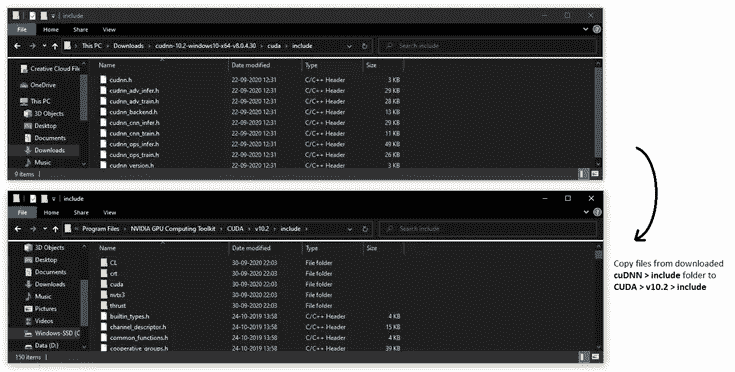 include
File Home Share View
This PC > Downloads > cudnn-10.2-windows10-x64-v8.0.4.30 > cuda > include
Search include
Creative Cloud File
OneDrive
This PC
3D Objects
Desktop
Documents
Downloads
Music
Name Date modified Type Size
cudnn.h 22-09-2020 12:31 C/C++ Header 3 KB
cudnn_adv_infer.h 22-09-2020 12:31 C/C++ Header 29 KB
cudnn_adv_train.h 22-09-2020 12:31 C/C++ Header 28 KB
cudnn_backend.h 22-09-2020 12:31 C/C++ Header 13 KB
cudnn_cnn_infer.h 22-09-2020 12:31 C/C++ Header 29 KB
cudnn_cnn_train.h 22-09-2020 12:31 C/C++ Header 11 KB
cudnn_ops_infer.h 22-09-2020 12:31 C/C++ Header 49 KB
cudnn_ops_train.h 22-09-2020 12:31 C/C++ Header 26 KB
cudnn_version.h 22-09-2020 12:31 C/C++ Header 3 KB
9 items
include
File Home Share View
« Program Files > NVIDIA GPU Computing Toolkit > CUDA > v10.2 > include >
Search include
3D Objects
Desktop
Documents
Downloads
Music
Pictures
Videos
Windows-SSD (C
Data (D:)
Name Date modified Type Size
CL 30-09-2020 22:03 File folder
crt 30-09-2020 22:03 File folder
cuda 30-09-2020 22:03 File folder
nvtx3 30-09-2020 22:03 File folder
thrust 30-09-2020 22:03 File folder
builtin_types.h 24-10-2019 13:58 C/C++ Header 4 KB
channel_descriptor.h 24-10-2019 13:58 C/C++ Header 15 KB
common_functions.h 24-10-2019 13:58 C/C++ Header 4 KB
cooperative_groups.h 24-10-2019 13:58 C/C++ Header 39 KB
110 items
Copy files from downloaded
cuDNN > include folder to
CUDA > v10.2 > include